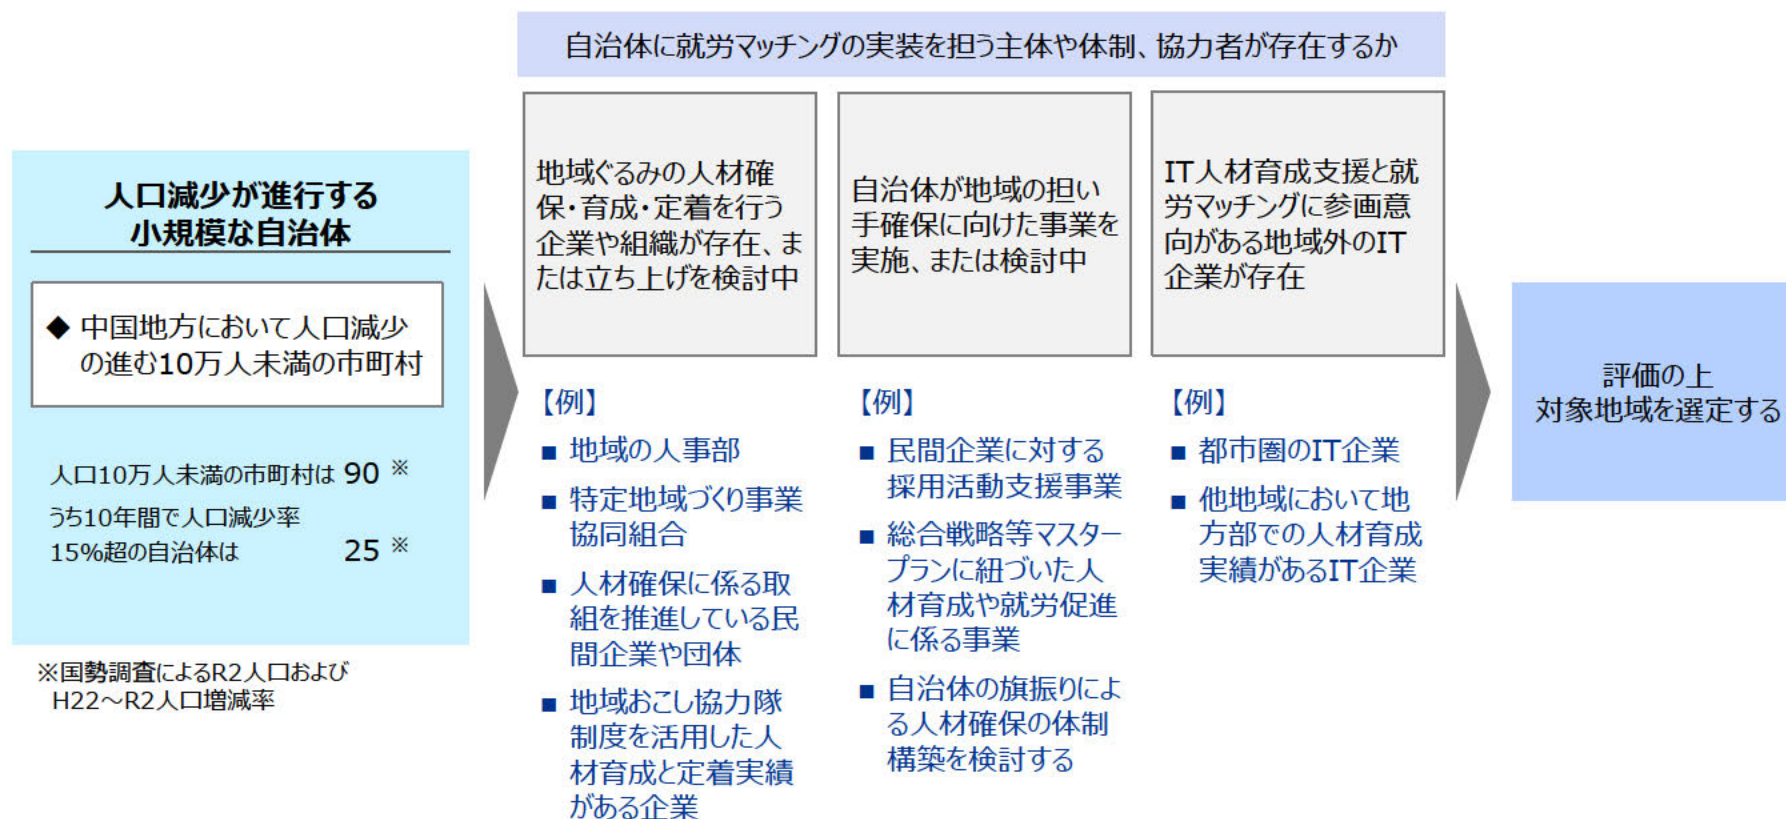 自治体に就労マッチングの実装を担う主体や体制、協力者が存在するか
人口減少が進行する
小規模な自治体
◆ 中国地方において人口減少
の進む10万人未満の市町村
人口10万人未満の市町村は 90 ※
うち10年間で人口減少率
15%超の自治体は 25 ※
※国勢調査によるR2人口および
H22～R2人口増減率
地域ぐるみの人材確
保・育成・定着を行う
企業や組織が存在、ま
たは立ち上げを検討中
【例】
■ 地域の人事部
■ 特定地域づくり事業
協同組合
■ 人材確保に係る取
組を推進している民
間企業や団体
■ 地域おこし協力隊
制度を活用した人
材育成と定着実績
がある企業
自治体が地域の担い
手確保に向けた事業を
実施、または検討中
【例】
■ 民間企業に対する
採用活動支援事業
■ 総合戦略等マスター
プランに紐づいた人
材育成や就労促進
に係る事業
■ 自治体の旗振りによ
る人材確保の体制
構築を検討する
IT人材育成支援と就
労マッチングに参画意
向がある地域外のIT
企業が存在
【例】
■ 都市圏のIT企業
■ 他地域において地
方部での人材育成
実績があるIT企業
評価の上
対象地域を選定する